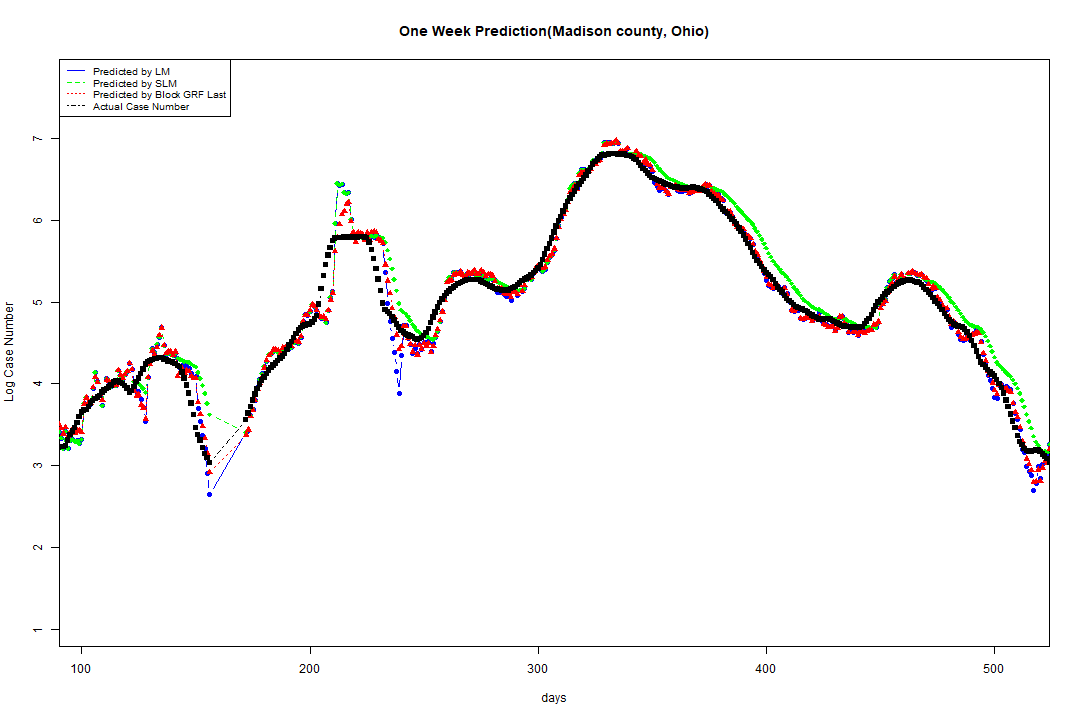 One Week Prediction(Madison county, Ohio)
Predicted by LM
Predicted by SLM
Predicted by Block GRF Last
Actual Case Number
7
6
5
4
3
2
1
Log Case Number
100 200 300 400 500
days